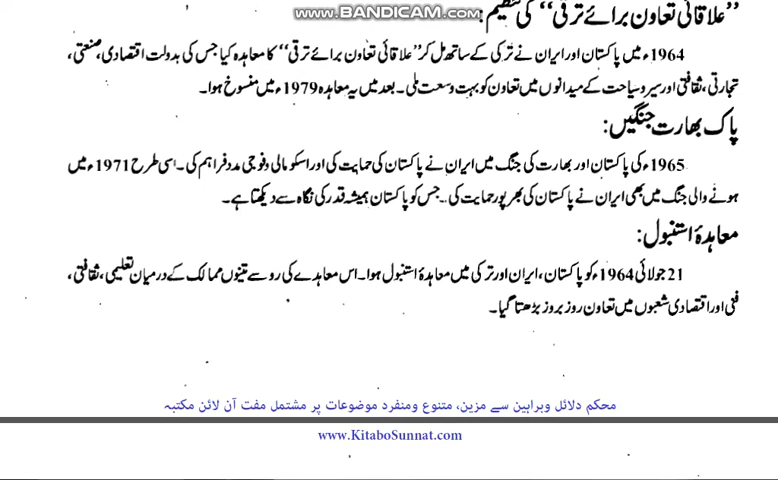 www.BANDICAM.com
”علاقائی تعاون برائے ترقی“ کی تنظیم:
1964ء میں پاکستان اور ایران نے ترکی کے ساتھ مل کر ”علاقائی تعاون برائے ترقی“ کا معاہدہ کیا جس کی بدولت اقتصادی، صنعتی،
تجارتی، ثقافتی اور سیر و سیاحت کے میدانوں میں تعاون کو بہت وسعت ملی۔ بعد میں یہ معاہدہ 1979ء میں منسوخ ہوا۔
پاک بھارت جنگیں:
1965ء کی پاکستان اور بھارت کی جنگ میں ایران نے پاکستان کی حمایت کی اور اسکو مالی و فوجی مدد فراہم کی۔ اسی طرح 1971ء میں
ہونے والی جنگ میں بھی ایران نے پاکستان کی بھرپور حمایت کی۔ جس کو پاکستان ہمیشہ قدر کی نگاہ سے دیکھتا ہے۔
معاہدۂ استنبول:
21 جولائی 1964ء کو پاکستان، ایران اور ترکی میں معاہدۂ استنبول ہوا۔ اس معاہدے کی رو سے تینوں ممالک کے درمیان تعلیمی، ثقافتی،
فنی اور اقتصادی شعبوں میں تعاون روز بروز بڑھتا گیا۔
محکم دلائل وبراہین سے مزین، متنوع ومنفرد موضوعات پر مشتمل مفت آن لائن مکتبہ
www.KitaboSunnat.com